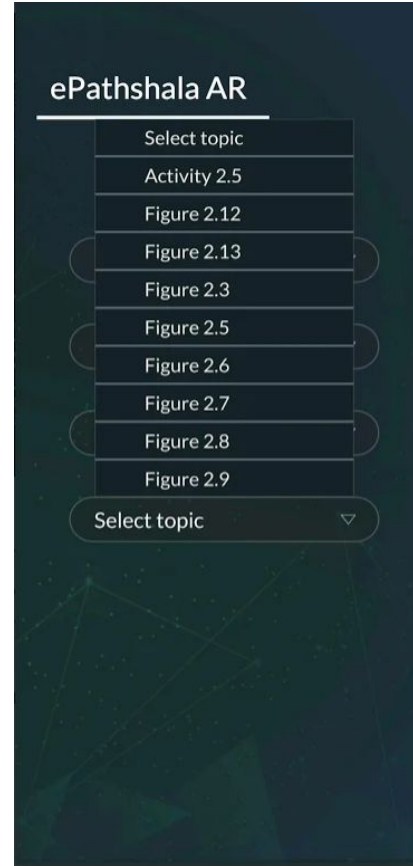 ePathshala AR
Select topic
Activity 2.5
Figure 2.12
Figure 2.13
Figure 2.3
Figure 2.5
Figure 2.6
Figure 2.7
Figure 2.8
Figure 2.9
Select topic